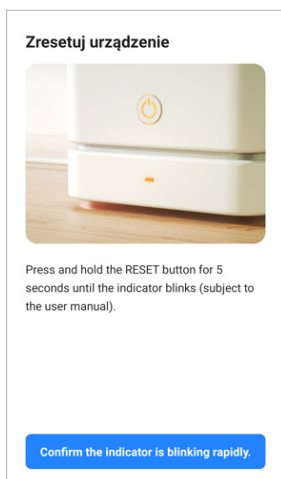 Zresetuj urządzenie
Press and hold the RESET button for 5
seconds until the indicator blinks (subject to
the user manual).
Confirm the indicator is blinking rapidly.